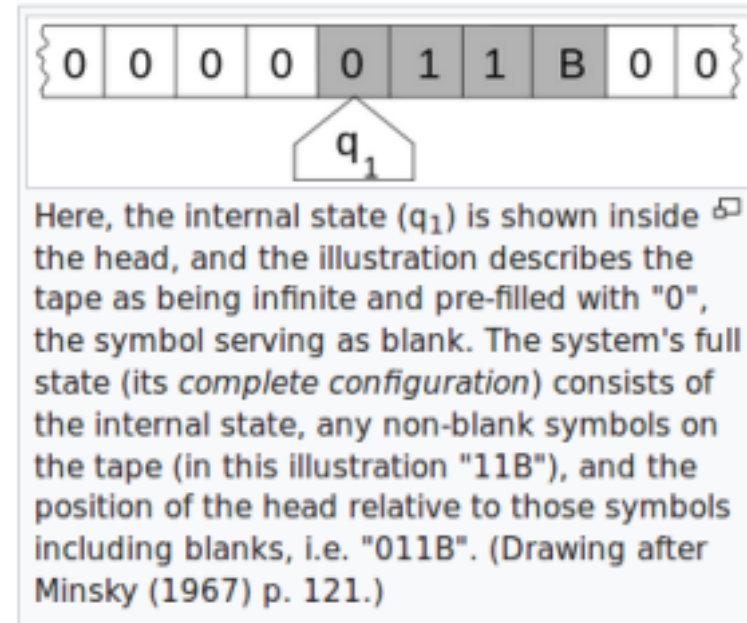 0 0 0 0 0 1 1 B 0 0
q1
Here, the internal state (q1) is shown inside
the head, and the illustration describes the
tape as being infinite and pre-filled with "0",
the symbol serving as blank. The system's full
state (its complete configuration) consists of
the internal state, any non-blank symbols on
the tape (in this illustration "11B"), and the
position of the head relative to those symbols
including blanks, i.e. "011B". (Drawing after
Minsky (1967) p. 121.)